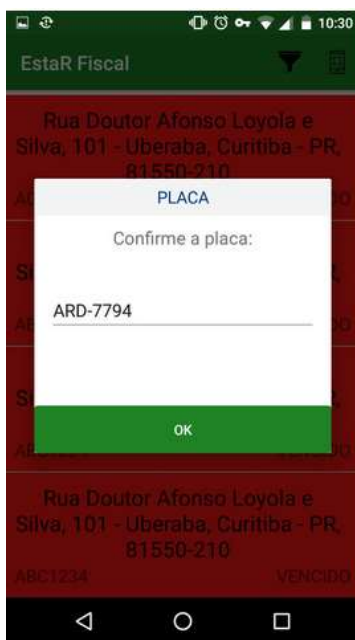 10:30
EstaR Fiscal
Rua Doutor Afonso Loyola e
Silva, 101 - Uberaba, Curitiba - PR,
81550-210
PLACA
Confirme a placa:
ARD-7794
OK
Rua Doutor Afonso Loyola e
Silva, 101 - Uberaba, Curitiba - PR,
81550-210
ABC1234 VENCIDO